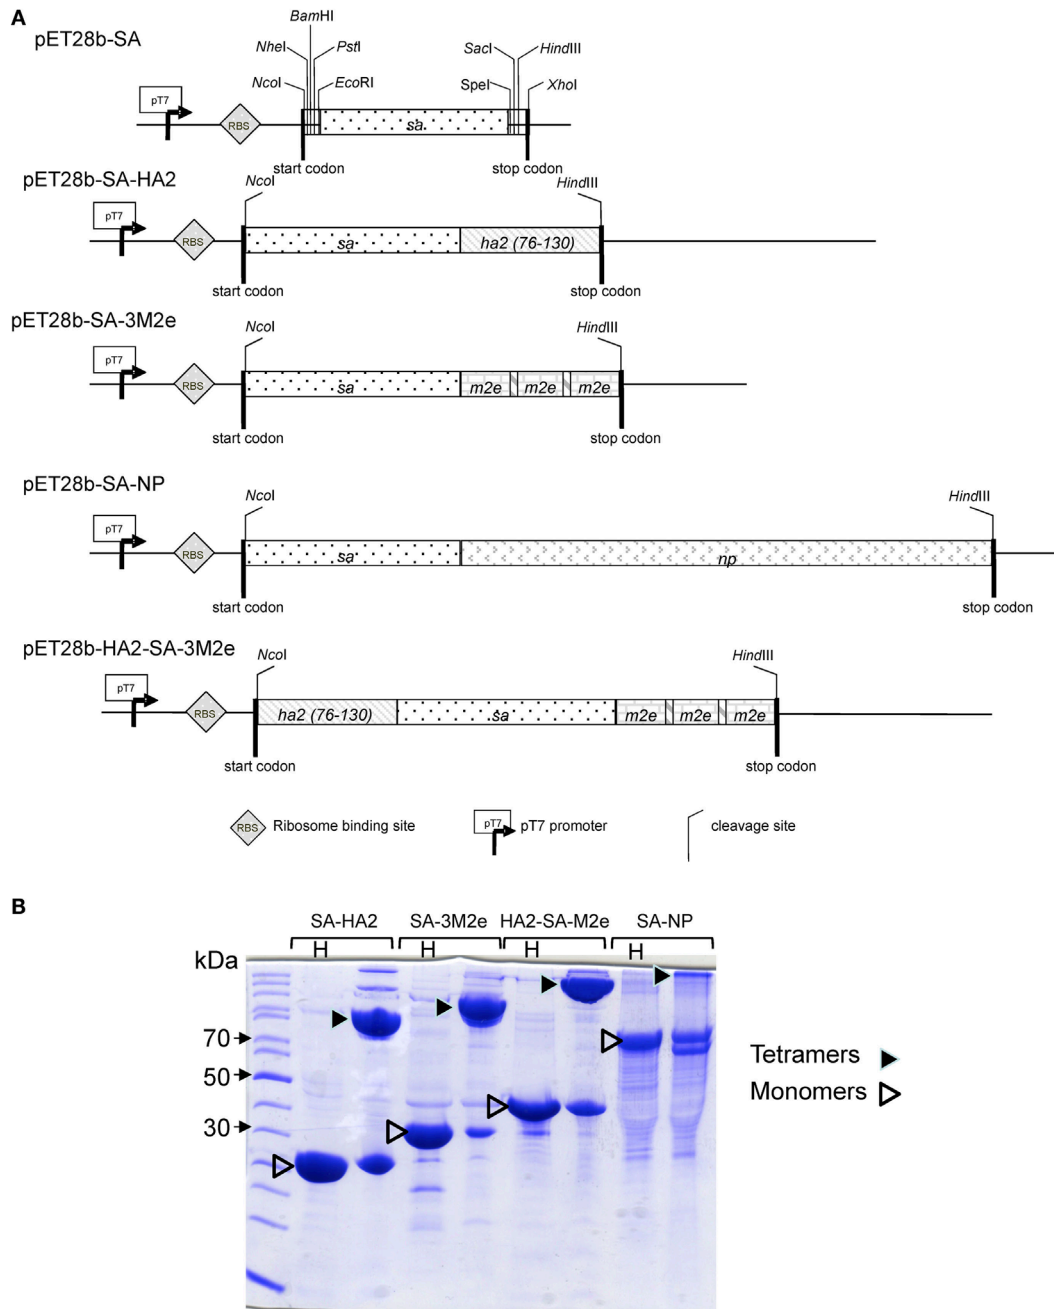 A
pET28b-SA
BamHI
NheI PstI SacI HindIII
NcoI EcoRI SpeI XhoI
pT7
RBS
sa
start codon stop codon
pET28b-SA-HA2
NcoI HindIII
pT7
RBS
sa ha2 (76-130)
start codon stop codon
pET28b-SA-3M2e
NcoI HindIII
pT7
RBS
sa m2e m2e m2e
start codon stop codon
pET28b-SA-NP
NcoI HindIII
pT7
RBS
sa np
start codon stop codon
pET28b-HA2-SA-3M2e
NcoI HindIII
pT7
RBS
ha2 (76-130) sa m2e m2e m2e
start codon stop codon
RBS Ribosome binding site pT7 pT7 promoter cleavage site
B
SA-HA2 SA-3M2e HA2-SA-M2e SA-NP
H H H H
kDa
70
50
30
Tetramers
Monomers